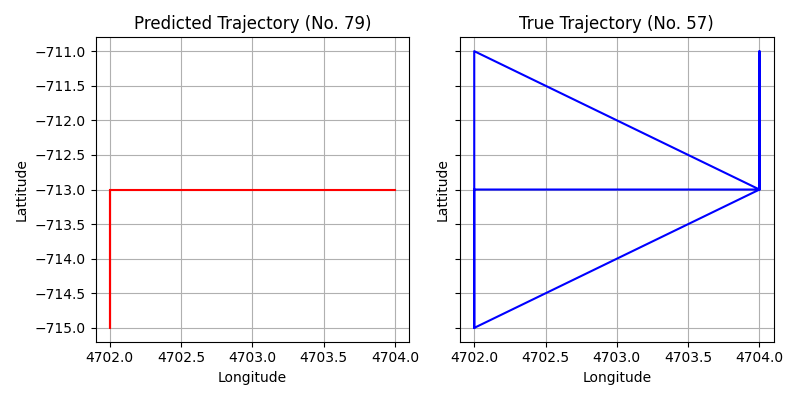 Predicted Trajectory (No. 79)
True Trajectory (No. 57)
−711.0
−711.5
−712.0
−712.5
−713.0
−713.5
−714.0
−714.5
−715.0
Lattitude
Lattitude
4702.0 4702.5 4703.0 4703.5 4704.0
4702.0 4702.5 4703.0 4703.5 4704.0
Longitude
Longitude